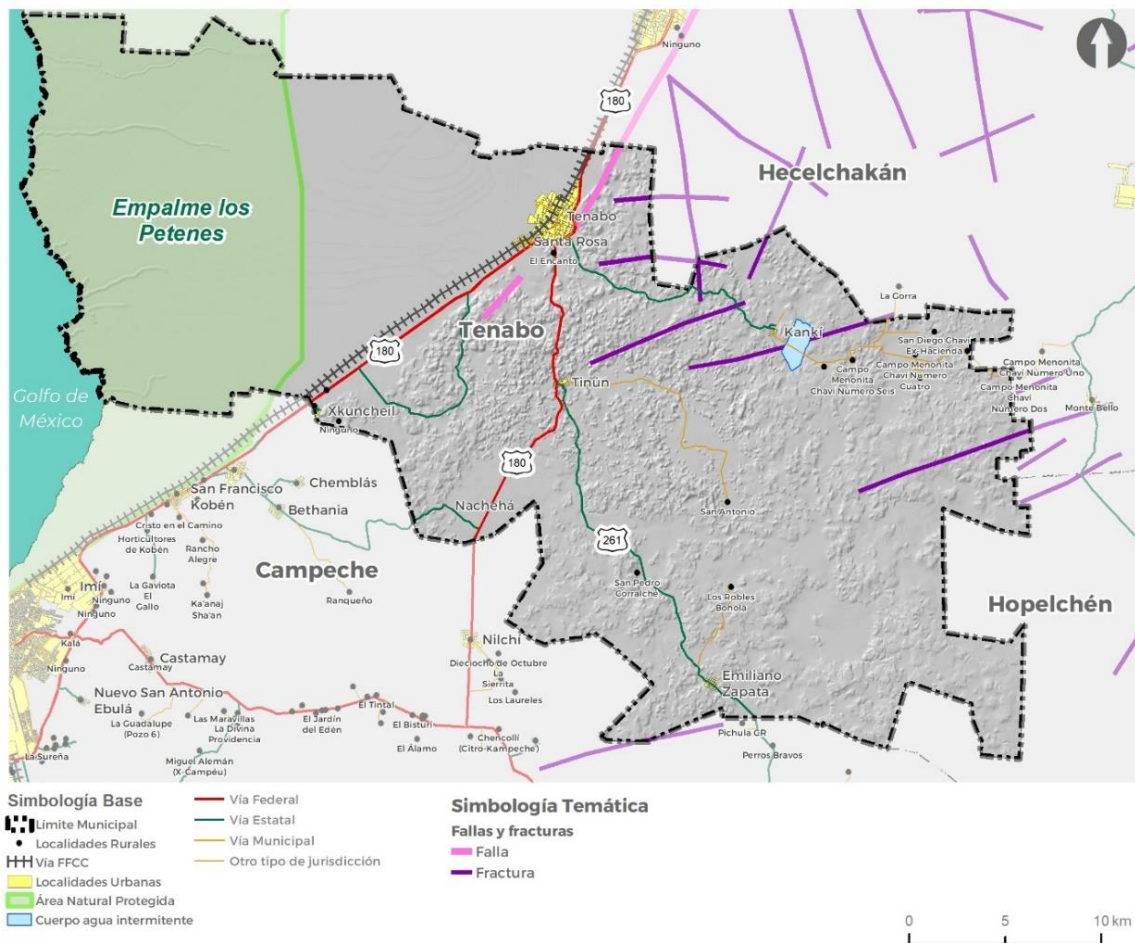 Ninguno
180
Hecelchakán
Empalme los
Petenes
Tenabo
Santa Rosa
El Encanto
La Gorra
Tenabo
Kankí
San Diego Chaví
Ex-Hacienda
180
Campo
Menonita
Chaví Número Seis
Campo Menonita
Chaví Número
Cuatro
Campo Menonita
Chaví Número Uno
Campo Menonita
Chaví
Número Dos
Golfo de
México
Tinún
Monte Bello
Xkuncheil
Ninguno
180
San Francisco
Kobén
Chemblás
Nachehá
San Antonio
Bethania
Cristo en el Camino
Horticultores
de Kobén
Rancho
Alegre
261
Campeche
Imí
Imí
Ninguno
Ninguno
La Gaviota
El
Gallo
Ka'anaj
Sha'an
Ranqueño
San Pedro
Corralché
Los Robles
Bohola
Hopelchén
Kalá
Nilchí
Ninguno
Castamay
Castamay
Dieciocho de Octubre
La
Sierrita
Los Laureles
Emiliano
Zapata
Nuevo San Antonio
Ebulá
La Guadalupe
(Pozo 6)
Las Maravillas
La Divina
Providencia
El Jardín
del Edén
El Tintal
El Bisturí
El Álamo
Chencollí
(Citro-Kampeche)
Pichula GR
Perros Bravos
La Sureña
Miguel Alemán
(X-Campéu)
Simbología Base
Límite Municipal
Localidades Rurales
Vía FFCC
Localidades Urbanas
Área Natural Protegida
Cuerpo agua intermitente
Vía Federal
Vía Estatal
Vía Municipal
Otro tipo de jurisdicción
Simbología Temática
Fallas y fracturas
Falla
Fractura
0 5 10 km